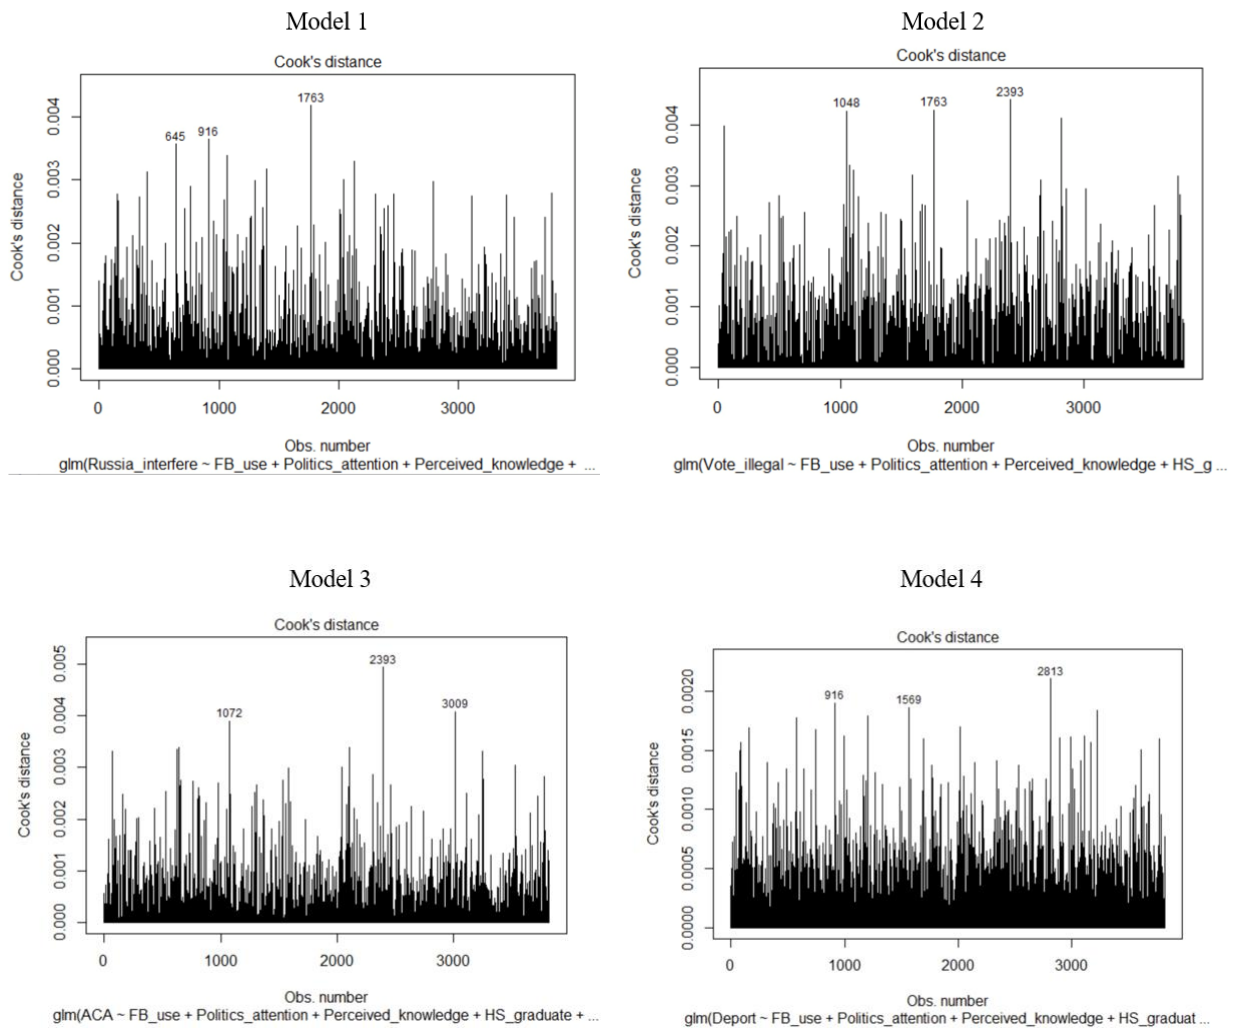 Model 1
Cook's distance
Cook's distance
0.000
0.001
0.002
0.003
0.004
645
916
1763
0
1000
2000
3000
Obs. number
glm(Russia_interfere ~ FB_use + Politics_attention + Perceived_knowledge + ...
Model 2
Cook's distance
Cook's distance
0.000
0.001
0.002
0.003
0.004
1048
1763
2393
0
1000
2000
3000
Obs. number
glm(Vote_illegal ~ FB_use + Politics_attention + Perceived_knowledge + HS_g ...
Model 3
Cook's distance
Cook's distance
0.000
0.001
0.002
0.003
0.004
0.005
1072
2393
3009
0
1000
2000
3000
Obs. number
glm(ACA ~ FB_use + Politics_attention + Perceived_knowledge + HS_graduate + ...
Model 4
Cook's distance
Cook's distance
0.0000
0.0005
0.0010
0.0015
0.0020
916
1569
2813
0
1000
2000
3000
Obs. number
glm(Deport ~ FB_use + Politics_attention + Perceived_knowledge + HS_graduat ...